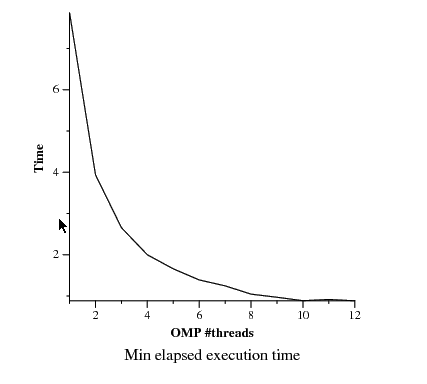 6
4
2
Time
2 4 6 8 10 12
OMP #threads
Min elapsed execution time